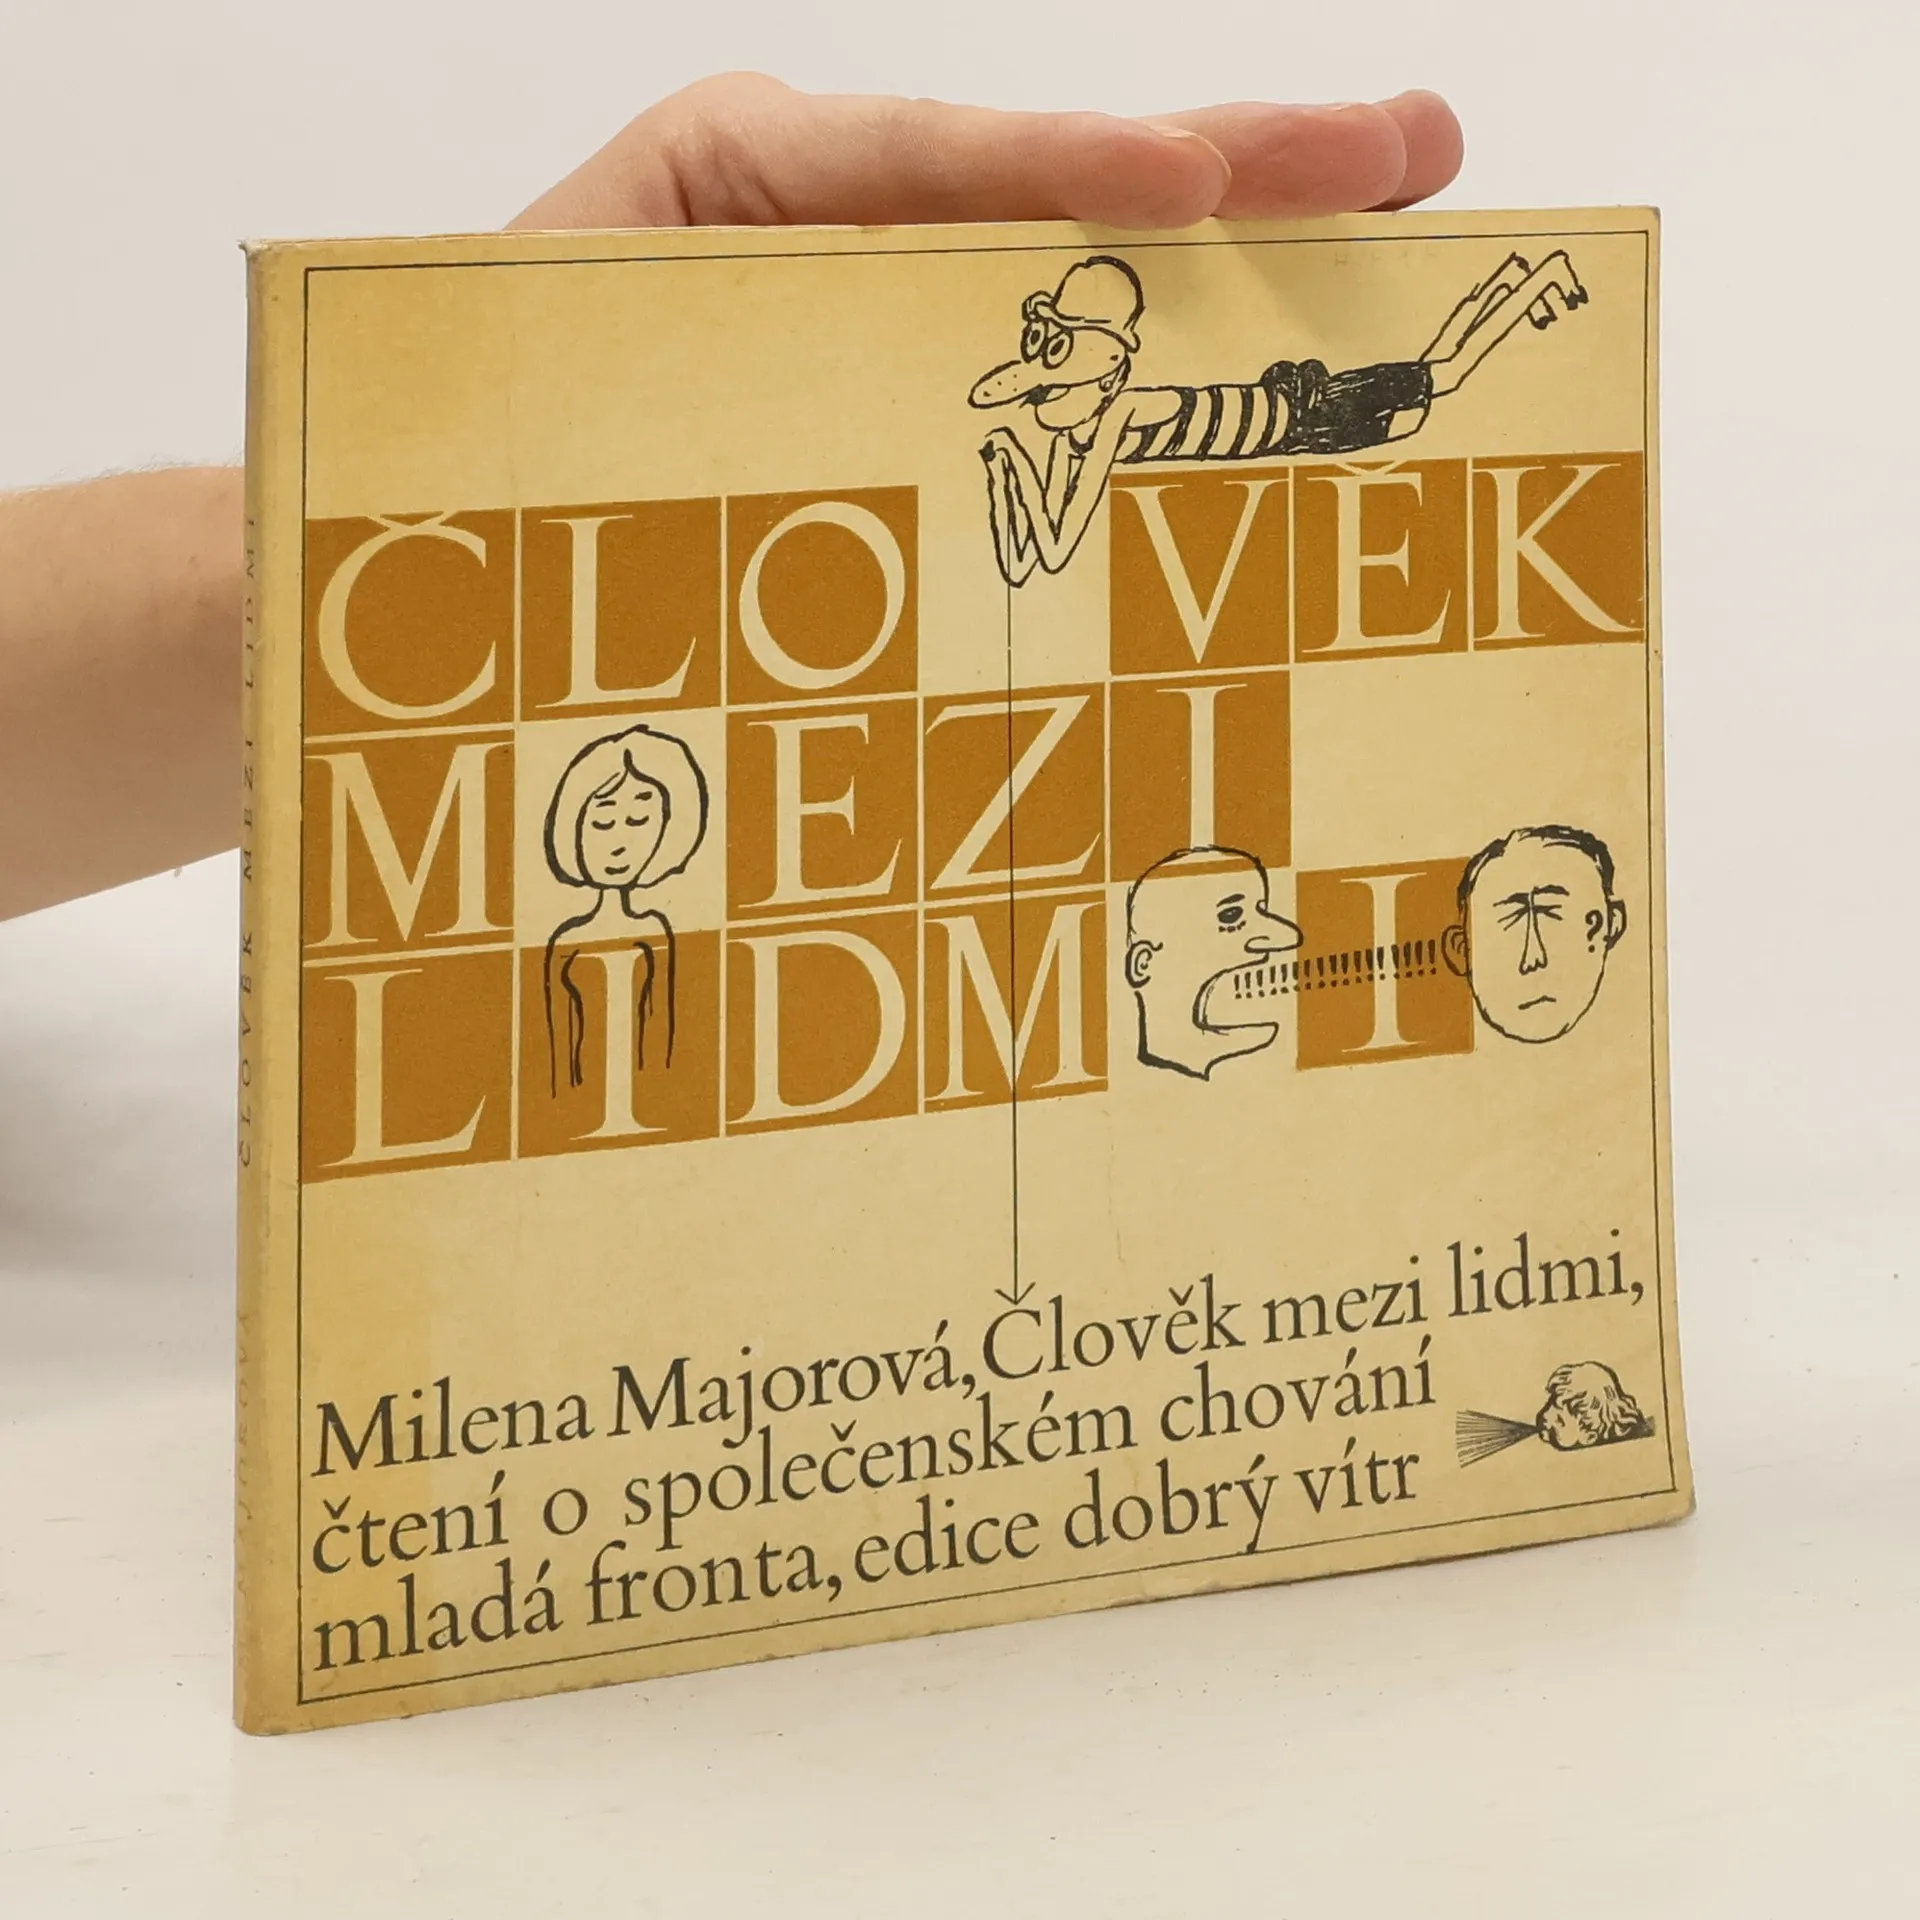 ČLOVĚK
MEZI
LIDMI
?
Milena Majorová, Člověk mezi lidmi,
čtení o společenském chování
mladá fronta, edice dobrý vítr
MAJOROVÁ ČLOVĚK MEZI LIDMI